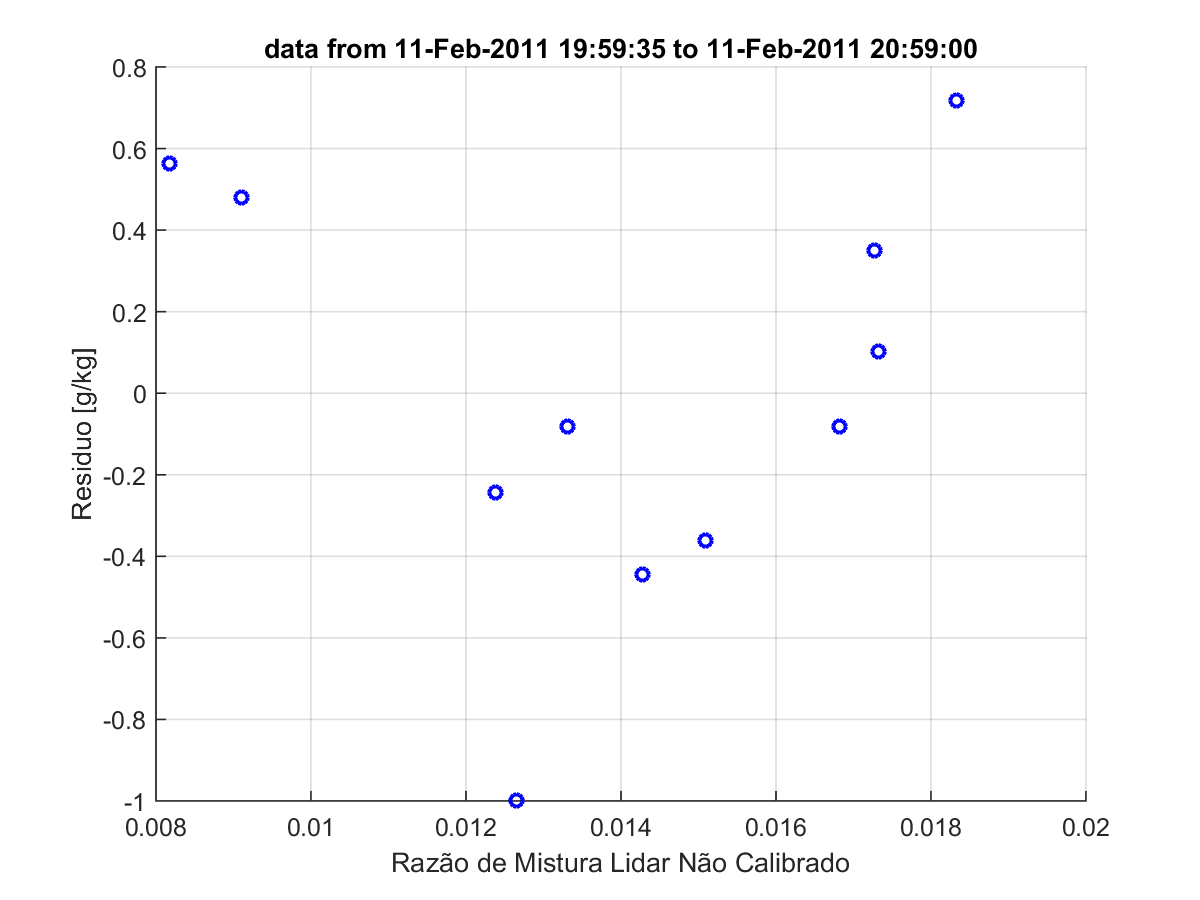 data from 11-Feb-2011 19:59:35 to 11-Feb-2011 20:59:00
0.8
0.6
0.4
0.2
0
-0.2
-0.4
-0.6
-0.8
-1
Residuo [g/kg]
0.008 0.01 0.012 0.014 0.016 0.018 0.02
Razão de Mistura Lidar Não Calibrado